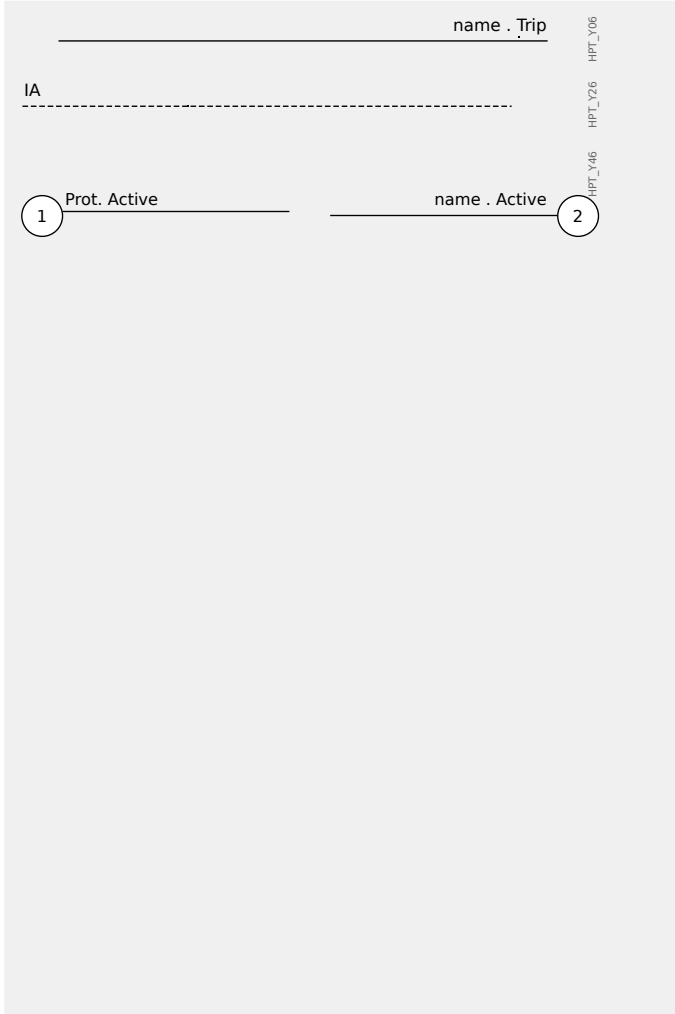 name . Trip
HPT_Y06
IA
HPT_Y26
HPT_Y46
Prot. Active
name . Active
1
2